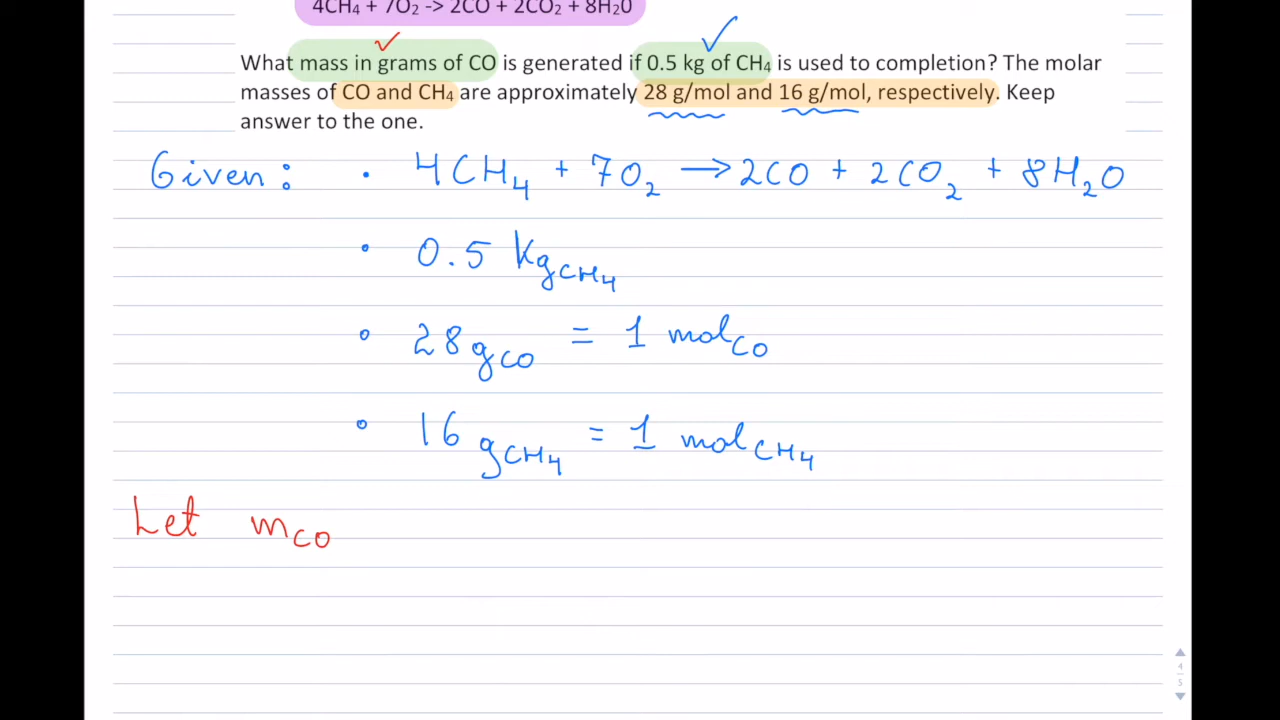 4CH₄ + 7O₂ -> 2CO + 2CO₂ + 8H₂0
What mass in grams of CO is generated if 0.5 kg of CH₄ is used to completion? The molar
masses of CO and CH₄ are approximately 28 g/mol and 16 g/mol, respectively. Keep
answer to the one.
Given: • 4CH₄ + 7O₂ → 2CO + 2CO₂ + 8H₂O
• 0.5 kg CH₄
• 28 g CO = 1 mol CO
• 16 g CH₄ = 1 mol CH₄
Let m CO
4
5